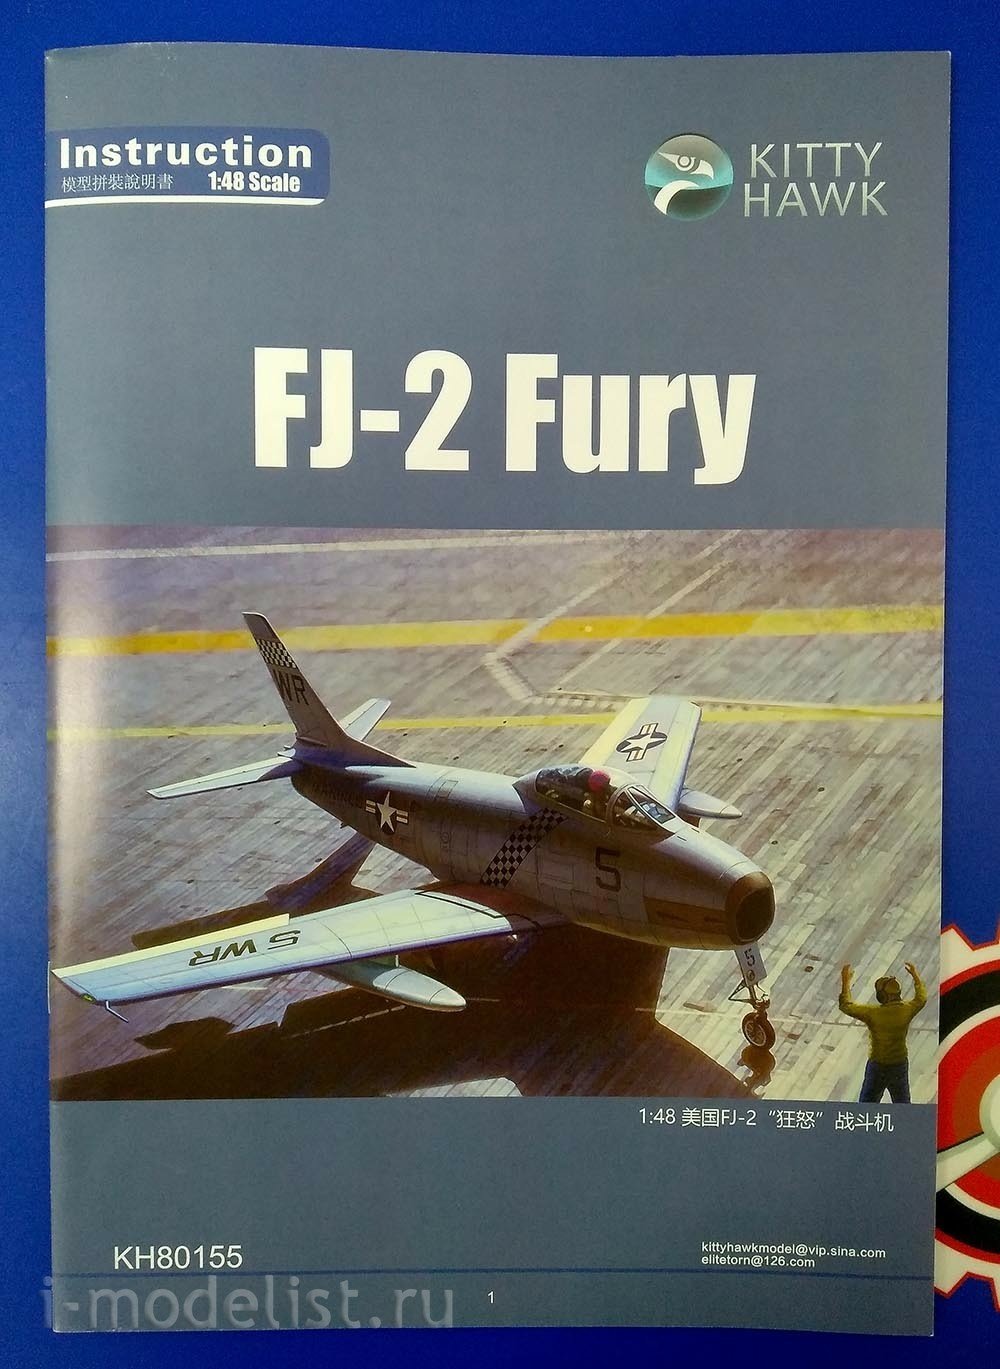 Instruction
模型拼裝說明書 1:48 Scale
KITTY
HAWK
FJ-2 Fury
WR
5
5 WR
5
1:48 美国FJ-2 “狂怒” 战斗机
KH80155
kittyhawkmodel@vip.sina.com
elitetorn@126.com
1
i-modelist.ru